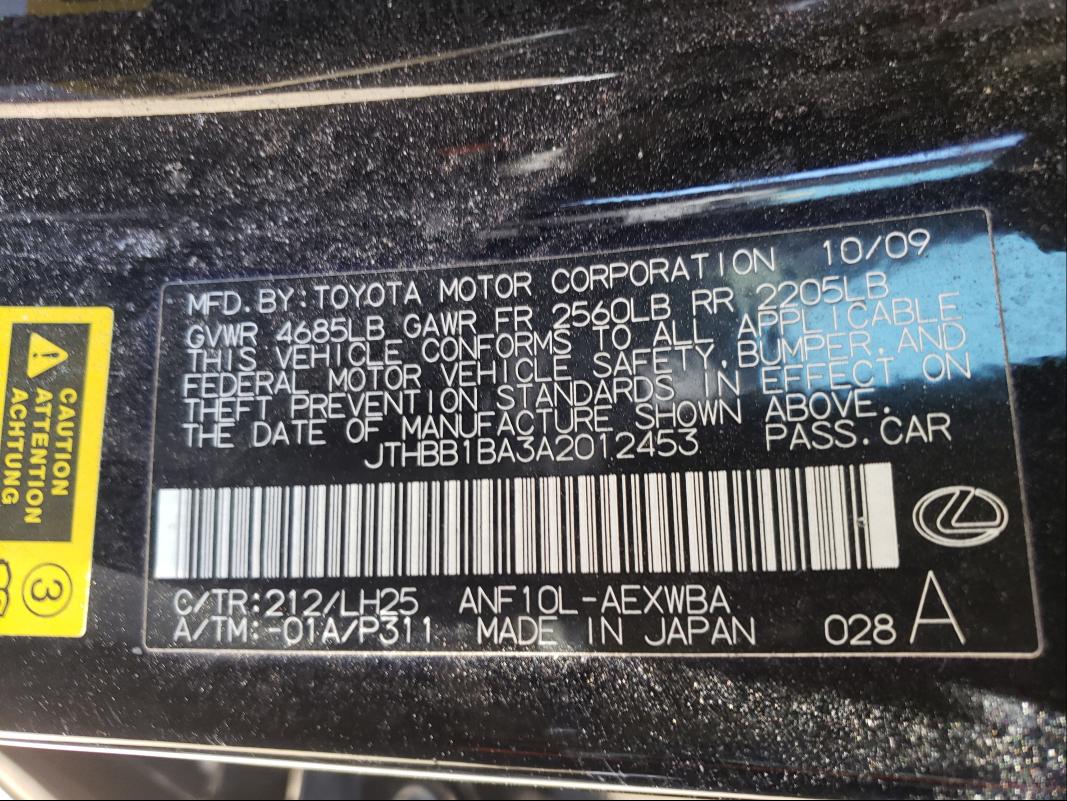 MFD.BY:TOYOTA MOTOR CORPORATION 10/09
GVWR 4685LB GAWR FR 2560LB RR 2205LB
THIS VEHICLE CONFORMS TO ALL APPLICABLE
FEDERAL MOTOR VEHICLE SAFETY,BUMPER,AND
THEFT PREVENTION STANDARDS IN EFFECT ON
THE DATE OF MANUFACTURE SHOWN ABOVE.
JTHBB1BA3A2012453 PASS.CAR
C/TR:212/LH25 ANF10L-AEXWBA
A/TM:-01A/P311 MADE IN JAPAN 028 A
CAUTION
ATTENTION
ACHTUNG
3